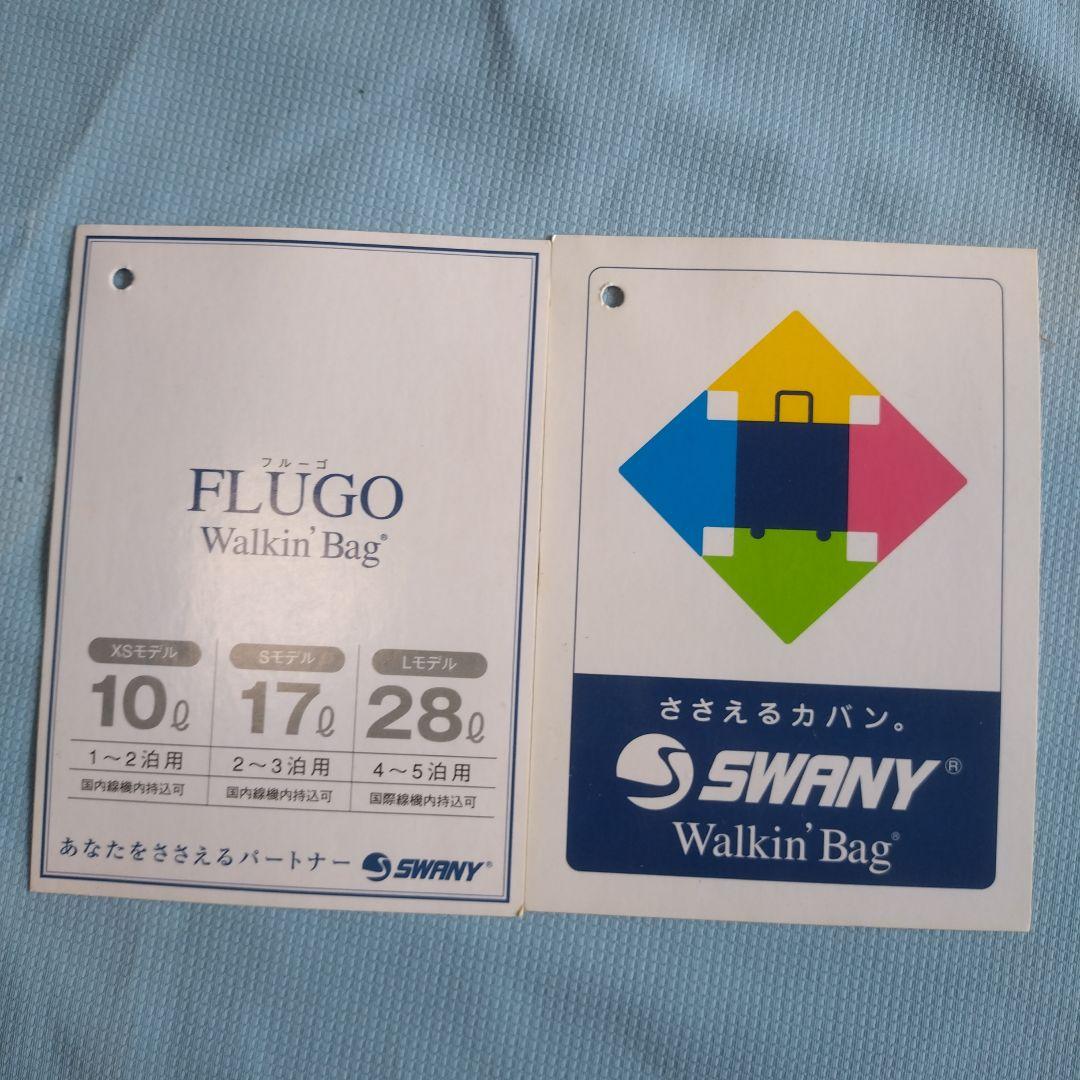 フルーゴ
FLUGO
Walkin' Bag®
XSモデル Sモデル Lモデル
10ℓ 17ℓ 28ℓ
1～2泊用 2～3泊用 4～5泊用
国内線機内持込可 国内線機内持込可 国際線機内持込可
あなたをささえるパートナー SWANY®
ささえるカバン。
SWANY®
Walkin' Bag®